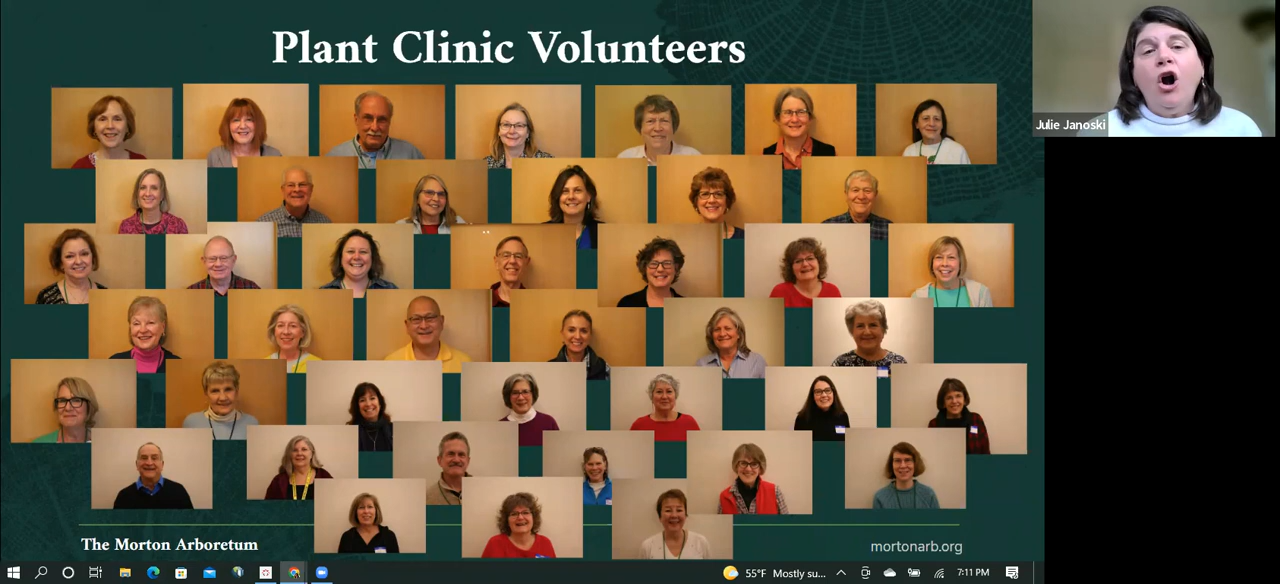 Plant Clinic Volunteers
Julie Janoski
The Morton Arboretum
mortonarb.org
55°F Mostly su...
7:11 PM